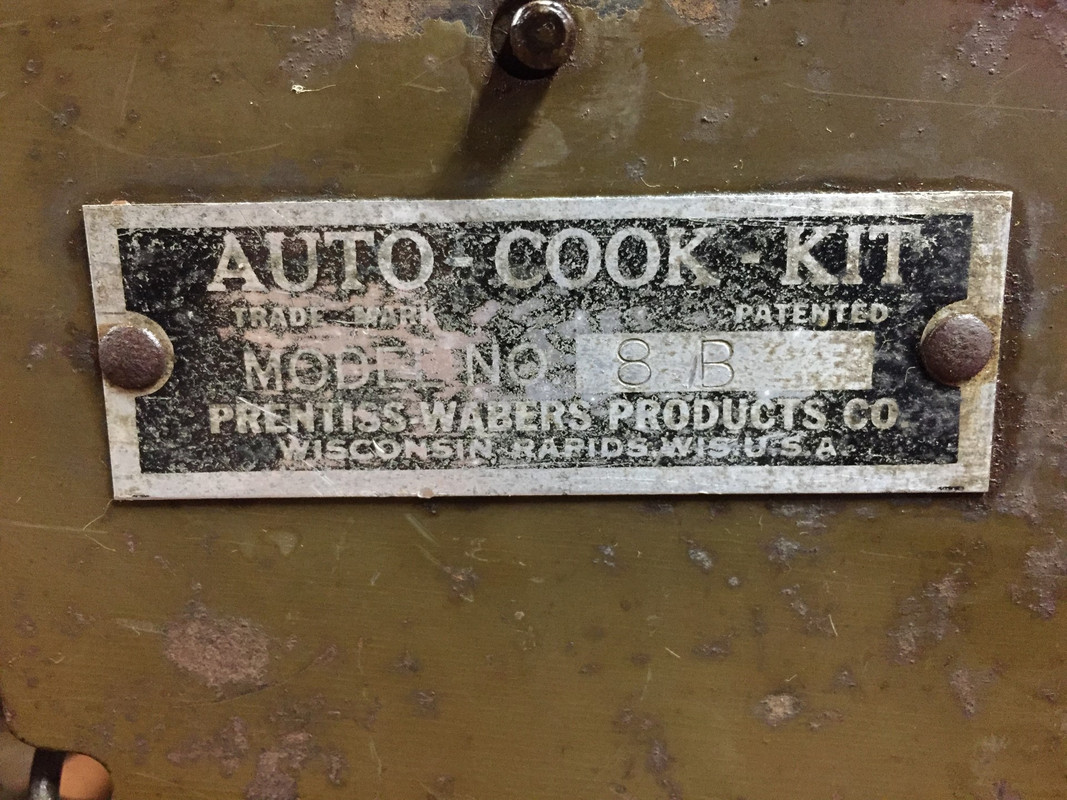 AUTO-COOK-KIT
TRADE MARK PATENTED
MODEL NO. 8 B
PRENTISS-WABERS PRODUCTS CO.
WISCONSIN RAPIDS, WIS. U.S.A.